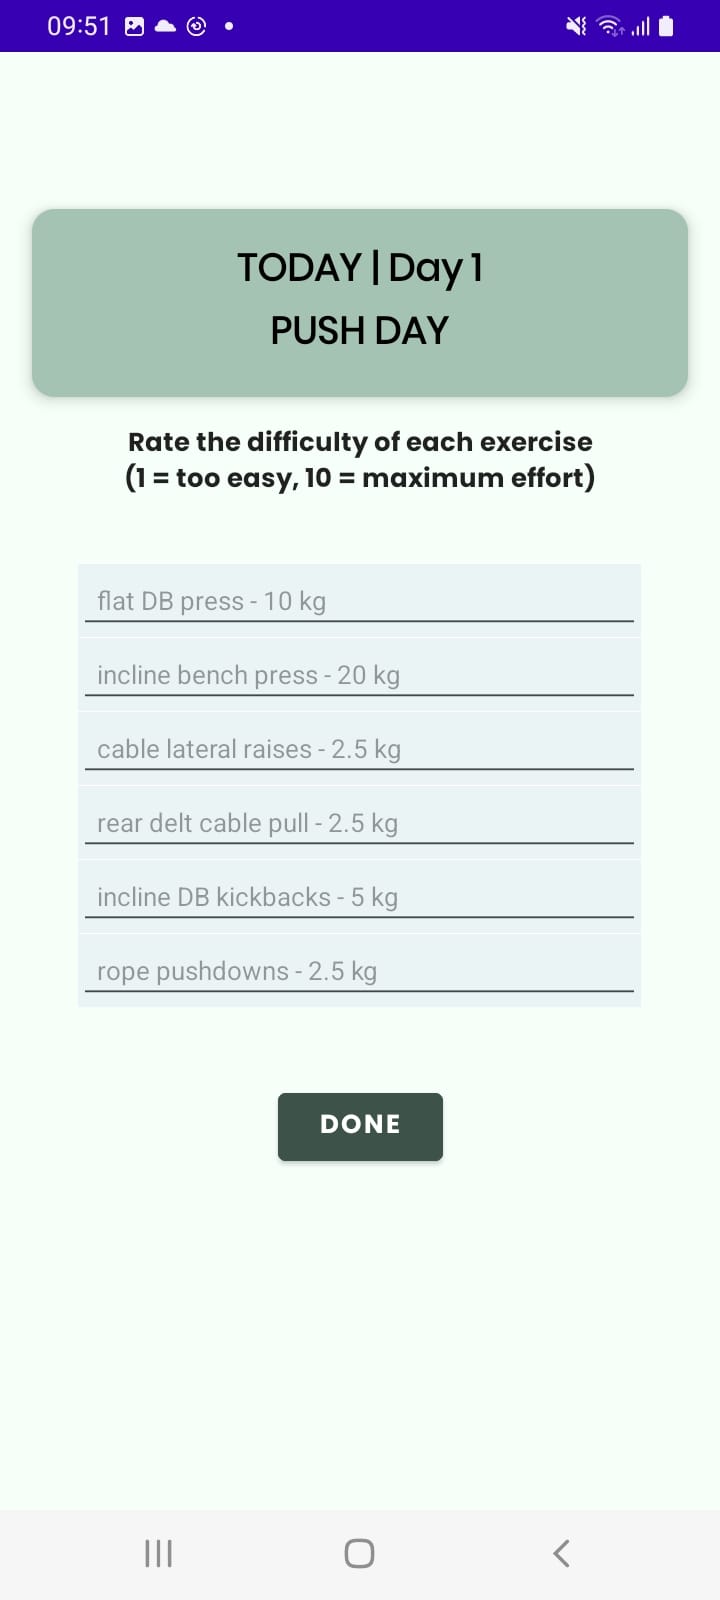 09:51
TODAY | Day 1
PUSH DAY
Rate the difficulty of each exercise
(1 = too easy, 10 = maximum effort)
flat DB press - 10 kg
incline bench press - 20 kg
cable lateral raises - 2.5 kg
rear delt cable pull - 2.5 kg
incline DB kickbacks - 5 kg
rope pushdowns - 2.5 kg
DONE